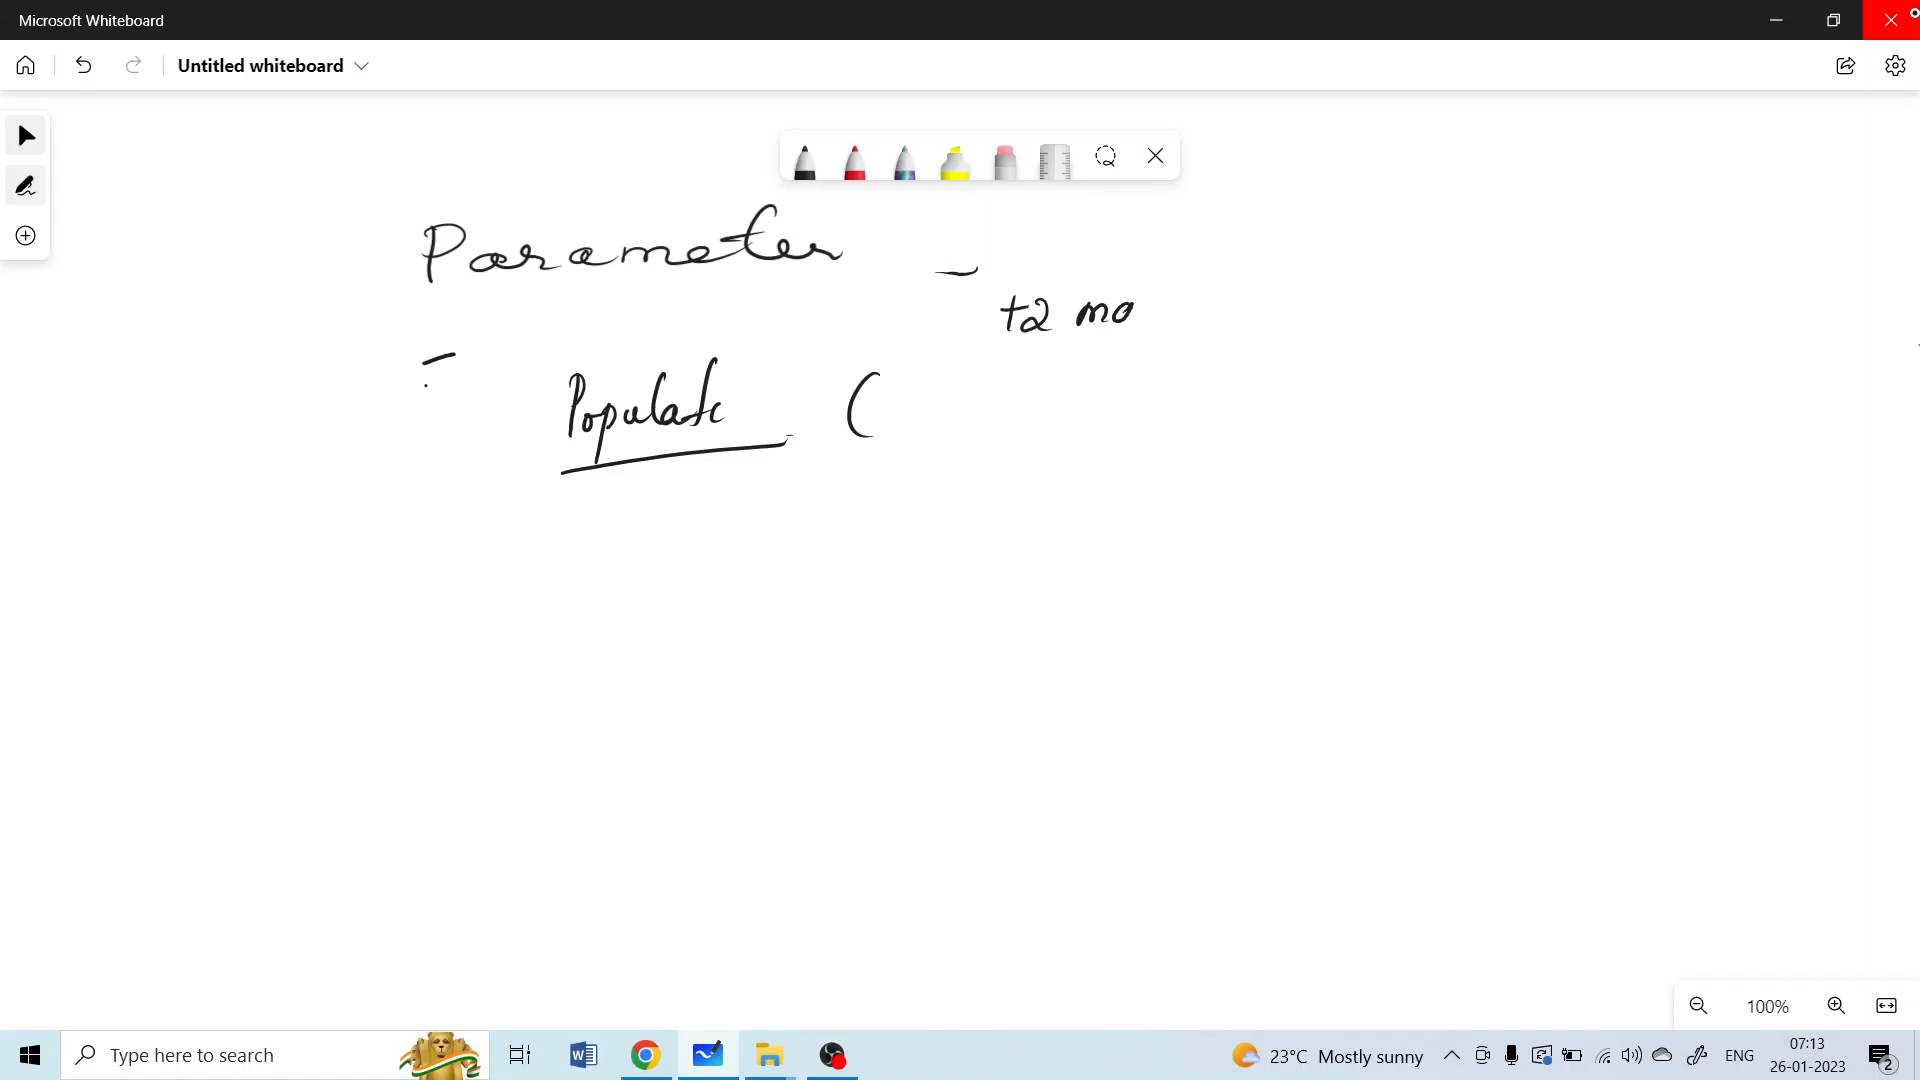 Microsoft Whiteboard
Untitled whiteboard
Parameter -
t2 mo
Populate (
100%
Type here to search
23°C Mostly sunny
ENG
07:13
26-01-2023
2